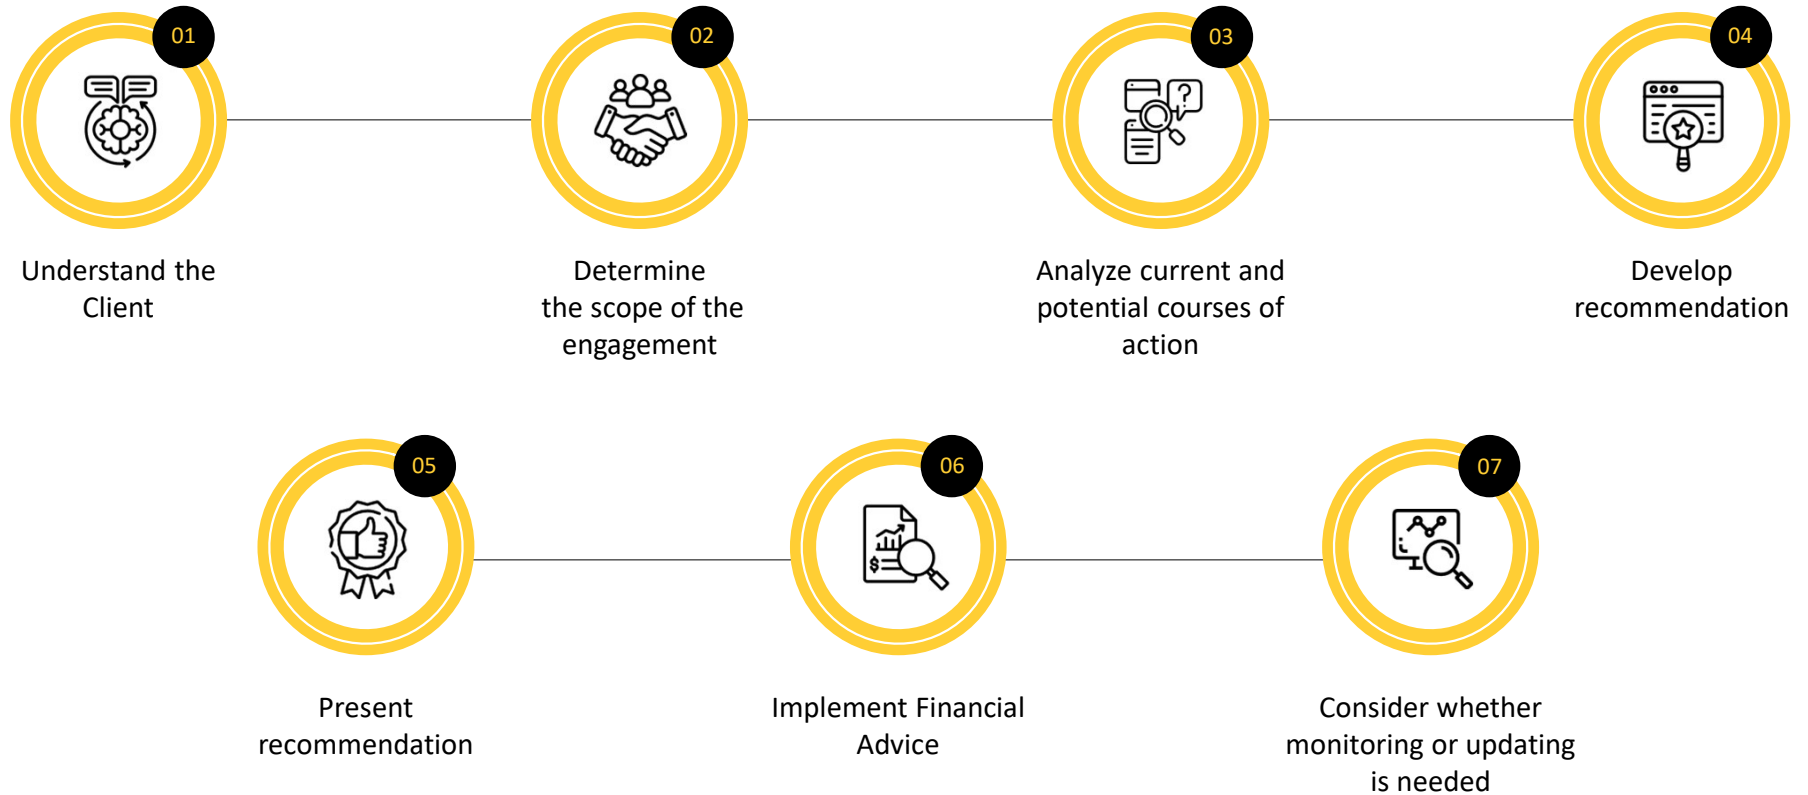 01
02
03
04
Understand the
Client
Determine
the scope of the
engagement
Analyze current and
potential courses of
action
Develop
recommendation
05
06
07
Present
recommendation
Implement Financial
Advice
Consider whether
monitoring or updating
is needed
?
$